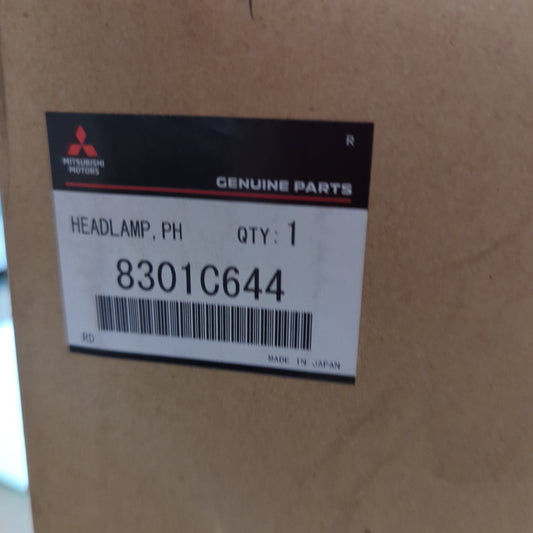 R
MITSUBISHI
MOTORS
GENUINE PARTS
HEADLAMP, PH QTY: 1
8301C644
RD
MADE IN JAPAN